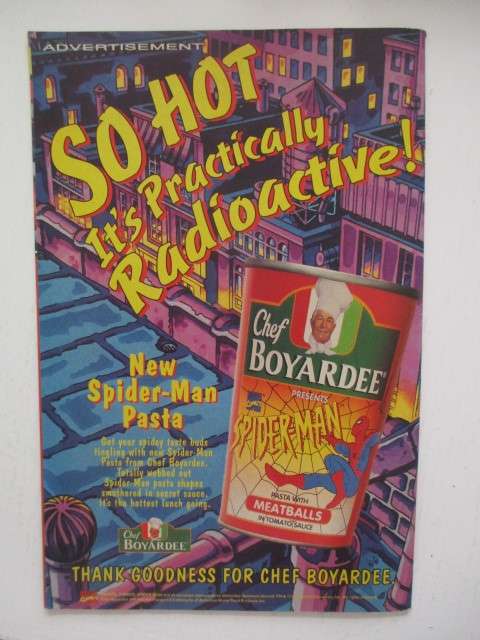 ADVERTISEMENT
SO HOT
It's Practically
Radioactive!
New
Spider-Man
Pasta
Get your spidey taste buds
tingling with new Spider-Man
Pasta from Chef Boyardee.
Totally webbed out
Spider-Man pasta shapes
smothered in secret sauce.
It's the hottest lunch going.
Chef
BOYARDEE
Chef
BOYARDEE®
PRESENTS
SPIDER-MAN
PASTA WITH
MEATBALLS
IN TOMATO SAUCE
THANK GOODNESS FOR CHEF BOYARDEE.